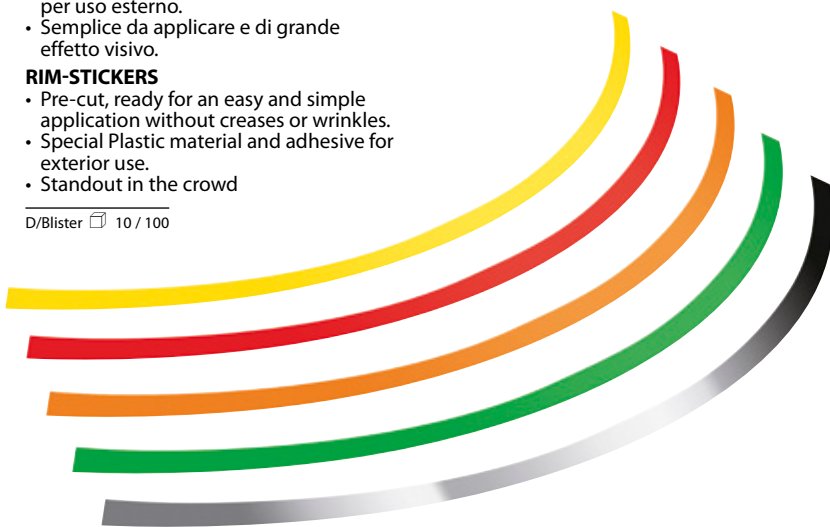 per uso esterno.
• Semplice da applicare e di grande
effetto visivo.
RIM-STICKERS
• Pre-cut, ready for an easy and simple
application without creases or wrinkles.
• Special Plastic material and adhesive for
exterior use.
• Standout in the crowd
D/Blister 10 / 100